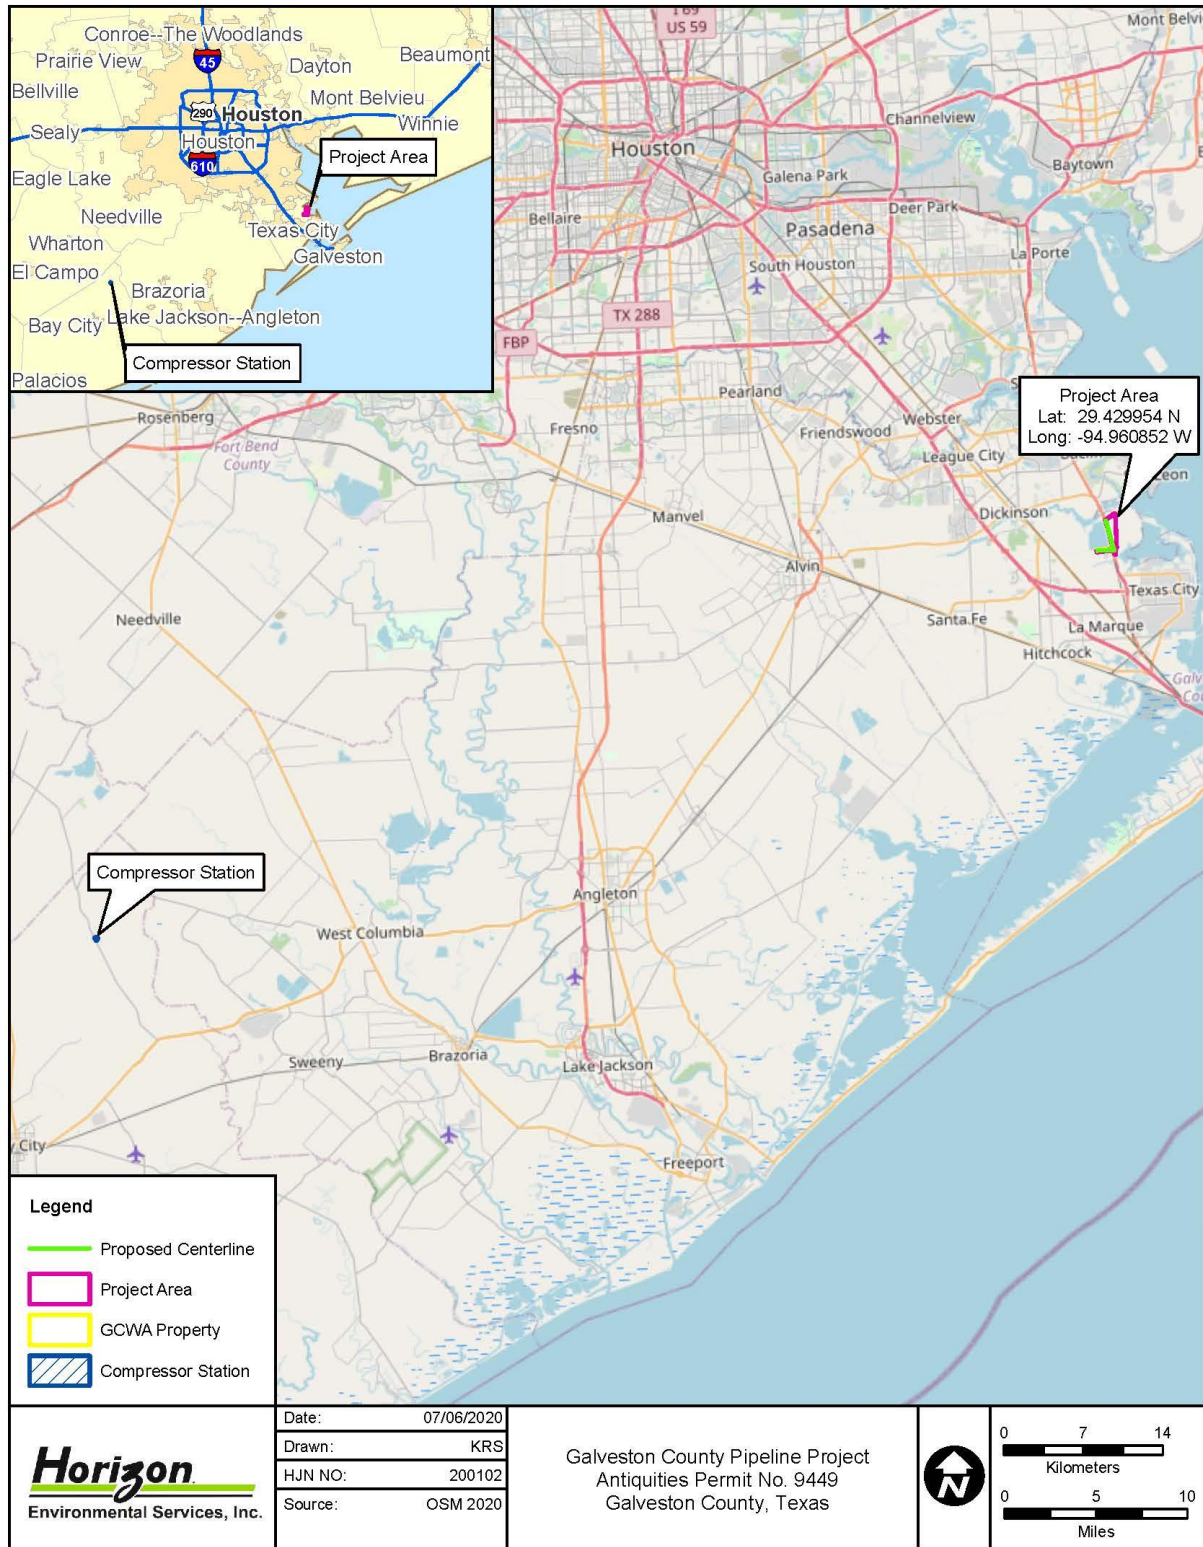 Conroe--The Woodlands
Prairie View
45
Dayton
Beaumont
Bellville
Mont Belvieu
290
Houston
Winnie
Sealy
Houston
610
Project Area
Eagle Lake
Needville
Texas City
Wharton
Galveston
El Campo
Brazoria
Bay City
Lake Jackson--Angleton
Compressor Station
Palacios
I 69
US 59
Mont Belv
Channelview
Houston
Baytown
Galena Park
Bellaire
Deer Park
Pasadena
La Porte
South Houston
TX 288
FBP
Pearland
Project Area
Lat: 29.429954 N
Long: -94.960852 W
Rosenberg
Fresno
Webster
Friendswood
Fort Bend
County
League City
eon
Manvel
Dickinson
Alvin
Texas City
Needville
Santa Fe
La Marque
Hitchcock
Galv
Cou
Compressor Station
Angleton
West Columbia
Sweeny
Brazoria
Lake Jackson
y City
Freeport
Legend
Proposed Centerline
Project Area
GCWA Property
Compressor Station
Horizon
Environmental Services, Inc.
Date: 07/06/2020
Drawn: KRS
HJN NO: 200102
Source: OSM 2020
Galveston County Pipeline Project
Antiquities Permit No. 9449
Galveston County, Texas
N
0 7 14
Kilometers
0 5 10
Miles